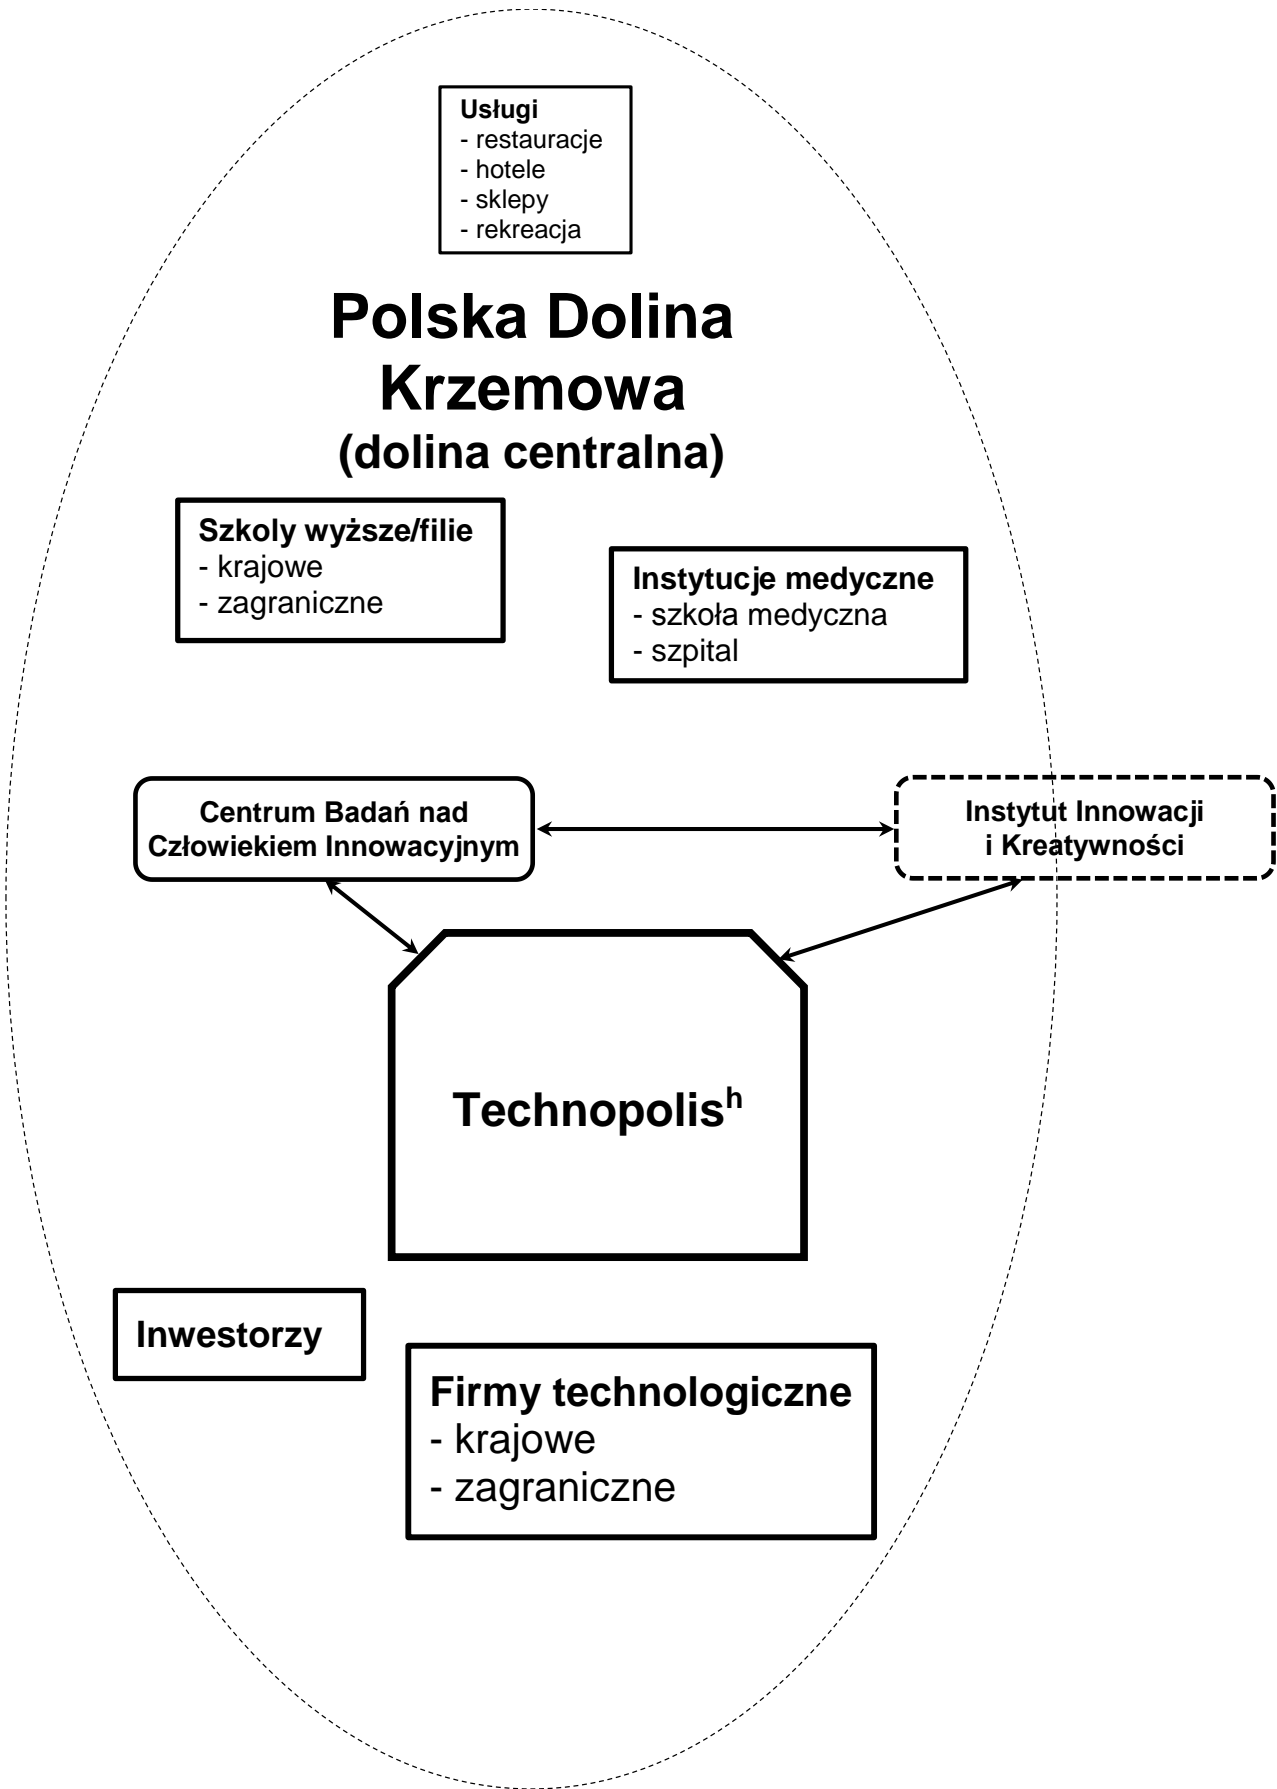 Usługi
- restauracje
- hotele
- sklepy
- rekreacja
Polska Dolina
Krzemowa
(dolina centralna)
Szkoly wyższe/filie
- krajowe
- zagraniczne
Instytucje medyczne
- szkoła medyczna
- szpital
Centrum Badań nad
Człowiekiem Innowacyjnym
Instytut Innowacji
i Kreatywności
Technopolisʰ
Inwestorzy
Firmy technologiczne
- krajowe
- zagraniczne